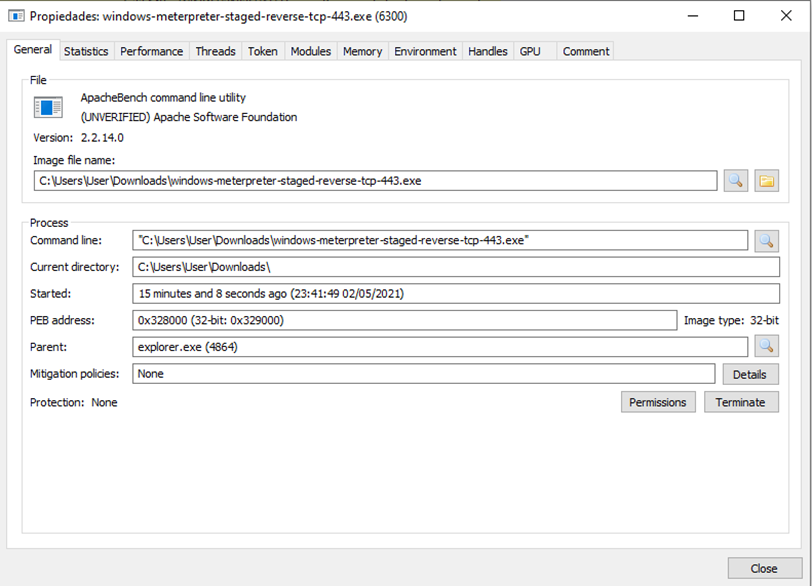 Propiedades: windows-meterpreter-staged-reverse-tcp-443.exe (6300)
General Statistics Performance Threads Token Modules Memory Environment Handles GPU Comment
File
ApacheBench command line utility
(UNVERIFIED) Apache Software Foundation
Version: 2.2.14.0
Image file name:
C:\Users\User\Downloads\windows-meterpreter-staged-reverse-tcp-443.exe
Process
Command line: "C:\Users\User\Downloads\windows-meterpreter-staged-reverse-tcp-443.exe"
Current directory: C:\Users\User\Downloads\
Started: 15 minutes and 8 seconds ago (23:41:49 02/05/2021)
PEB address: 0x328000 (32-bit: 0x329000) Image type: 32-bit
Parent: explorer.exe (4864)
Mitigation policies: None Details
Protection: None Permissions Terminate
Close